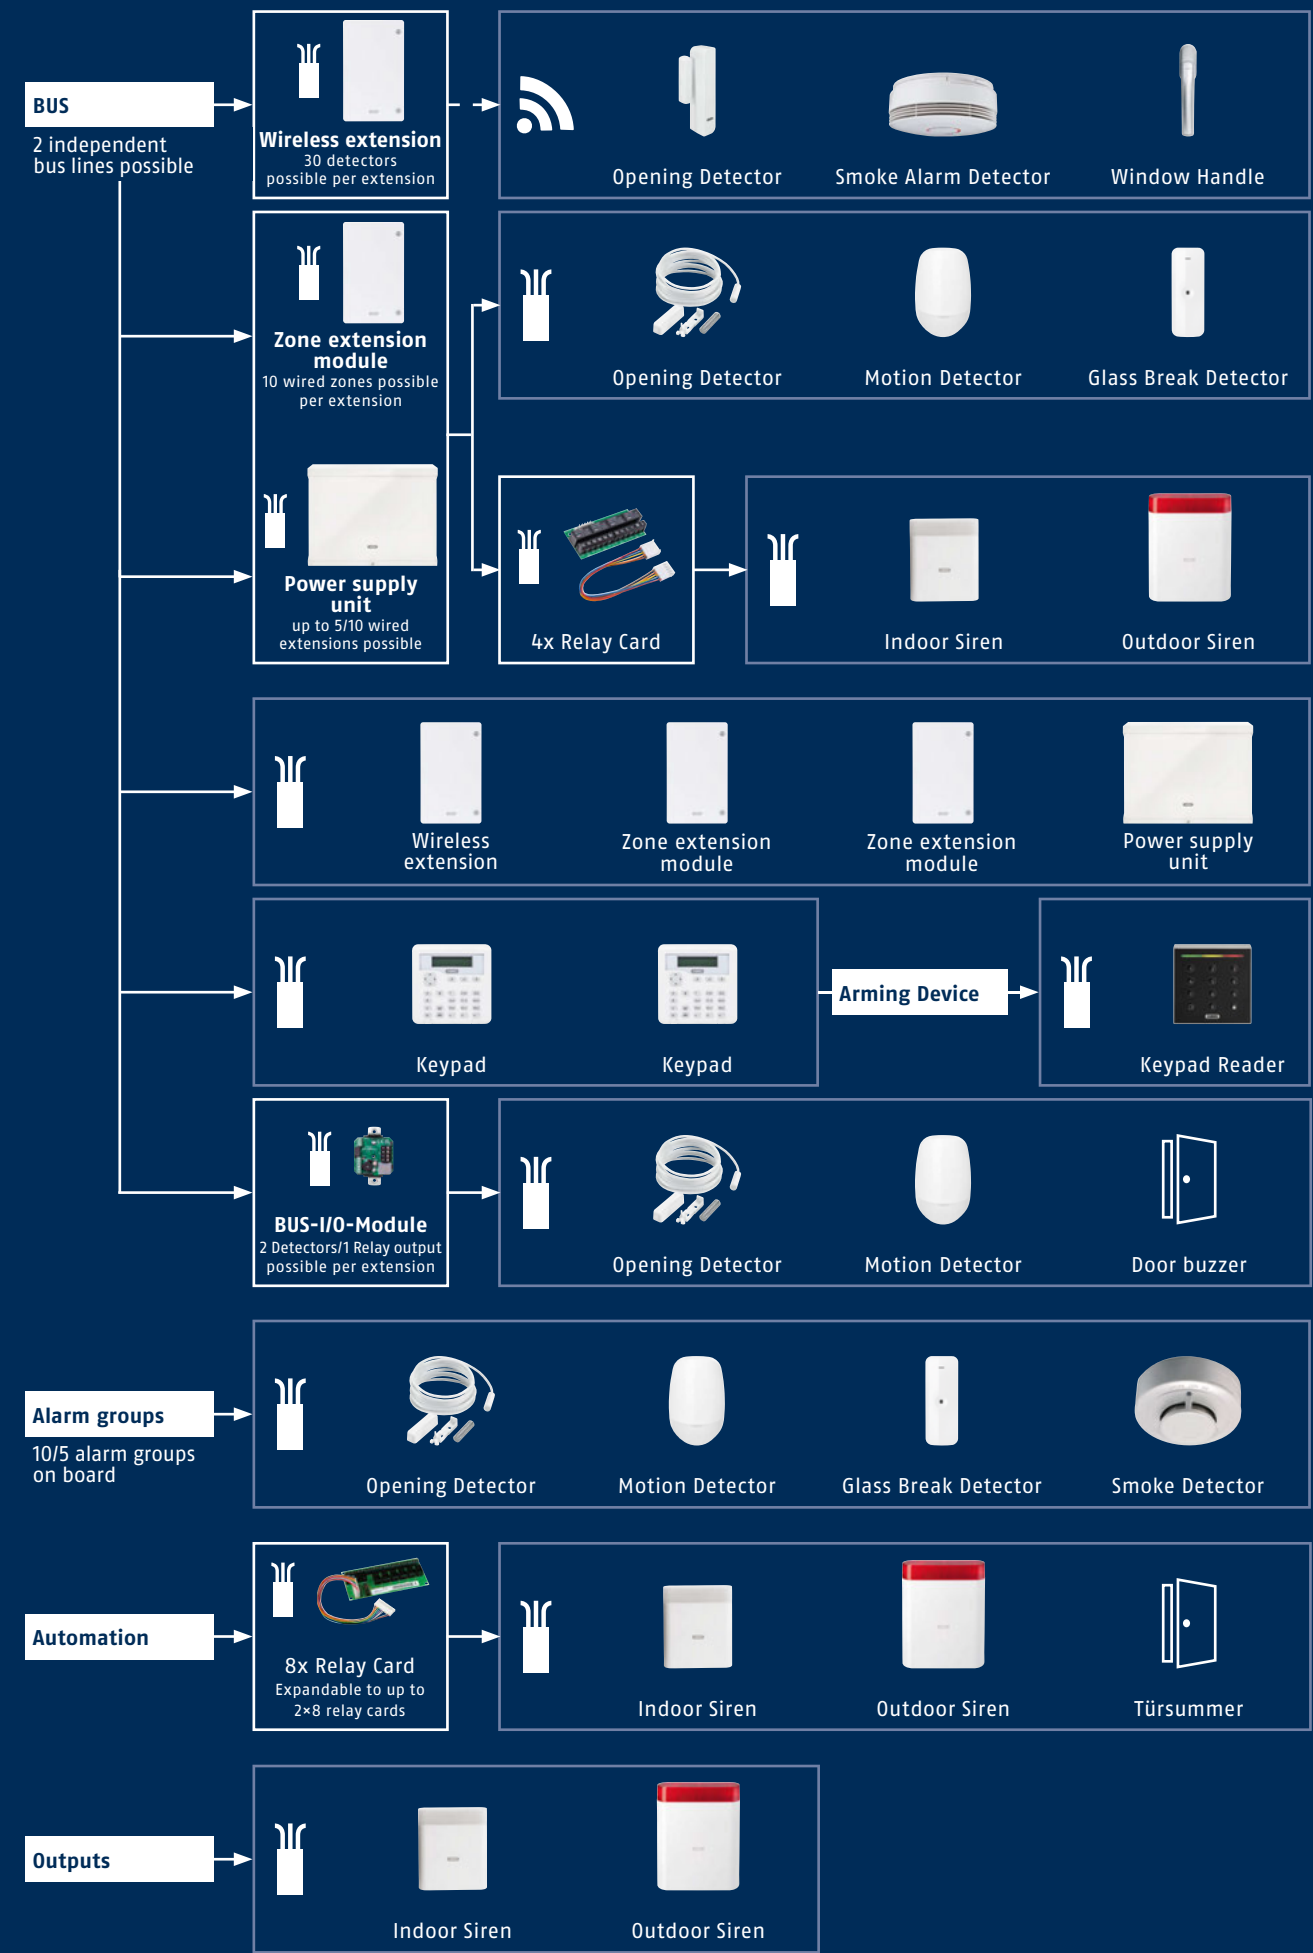 BUS
2 independent
bus lines possible
Wireless extension
30 detectors
possible per extension
Opening Detector
Smoke Alarm Detector
Window Handle
Zone extension
module
10 wired zones possible
per extension
Opening Detector
Motion Detector
Glass Break Detector
Power supply
unit
up to 5/10 wired
extensions possible
4x Relay Card
Indoor Siren
Outdoor Siren
Wireless
extension
Zone extension
module
Zone extension
module
Power supply
unit
Keypad
Keypad
Arming Device
Keypad Reader
BUS-I/O-Module
2 Detectors/1 Relay output
possible per extension
Opening Detector
Motion Detector
Door buzzer
Alarm groups
10/5 alarm groups
on board
Opening Detector
Motion Detector
Glass Break Detector
Smoke Detector
Automation
8x Relay Card
Expandable to up to
2×8 relay cards
Indoor Siren
Outdoor Siren
Türsummer
Outputs
Indoor Siren
Outdoor Siren